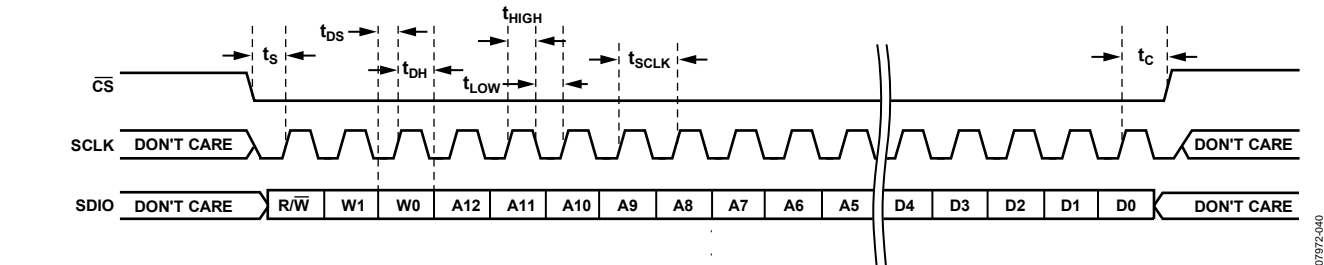 tHIGH
tDS
tS
tDH
tLOW
tSCLK
tC
CS
SCLK DON'T CARE DON'T CARE
SDIO DON'T CARE R/W W1 W0 A12 A11 A10 A9 A8 A7 A6 A5 D4 D3 D2 D1 D0 DON'T CARE
07972-040